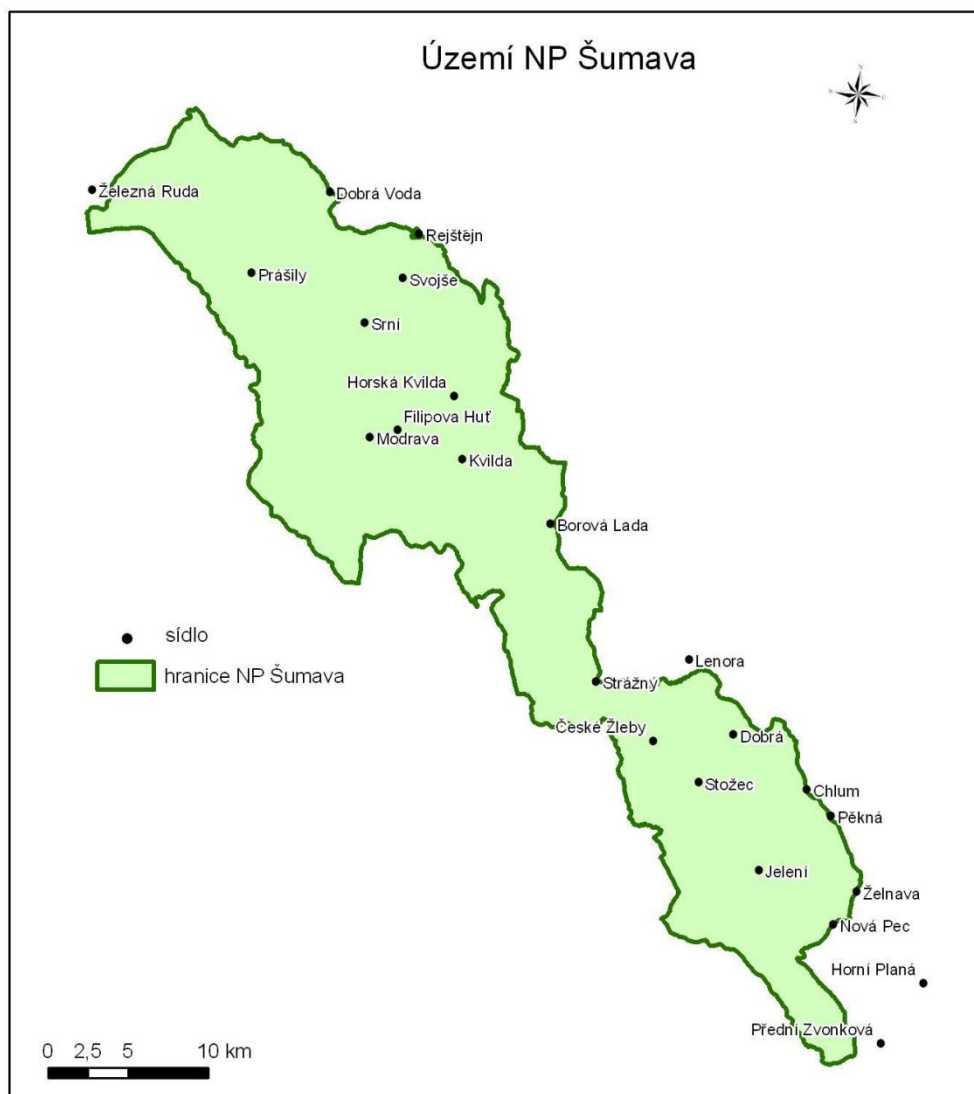 Území NP Šumava
Železná Ruda
Dobrá Voda
Rejštejn
Prášily
Svojše
Srní
Horská Kvilda
Filipova Huť
Modrava
Kvilda
Borová Lada
sídlo
hranice NP Šumava
Lenora
Strážný
České Žleby
Dobrá
Stožec
Chlum
Pěkná
Jelení
Želnava
Nová Pec
Horní Planá
Přední Zvonková
0 2,5 5 10 km